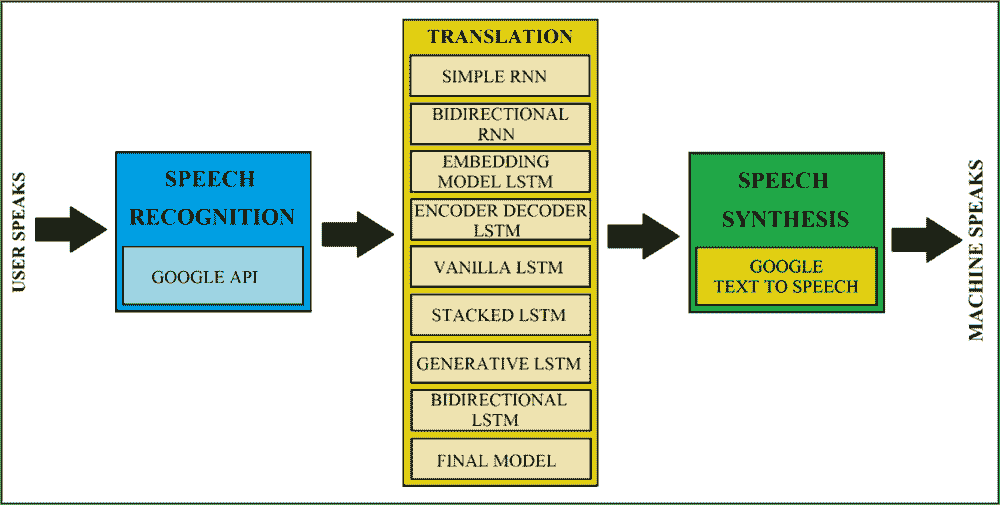 USER SPEAKS
SPEECH
RECOGNITION
GOOGLE API
TRANSLATION
SIMPLE RNN
BIDIRECTIONAL
RNN
EMBEDDING
MODEL LSTM
ENCODER DECODER
LSTM
VANILLA LSTM
STACKED LSTM
GENERATIVE LSTM
BIDIRECTIONAL
LSTM
FINAL MODEL
SPEECH
SYNTHESIS
GOOGLE
TEXT TO SPEECH
MACHINE SPEAKS